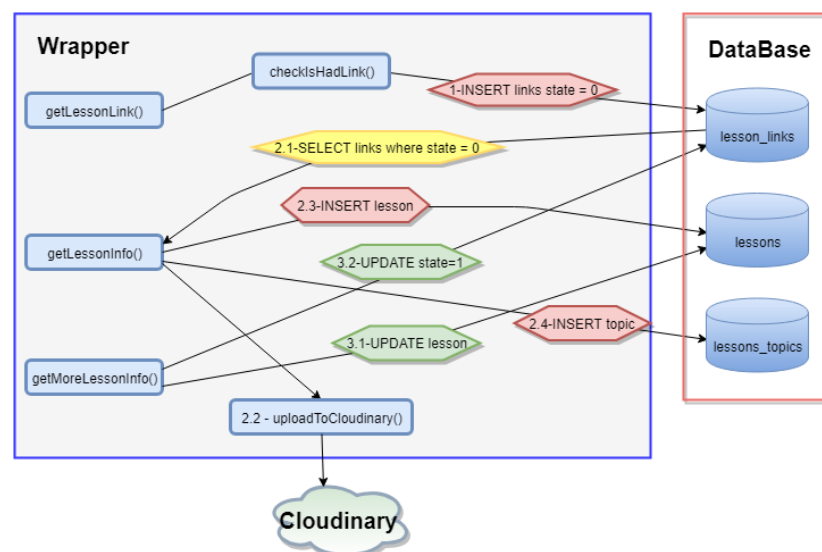 Wrapper
DataBase
checkIsHadLink()
getLessonLink()
1-INSERT links state = 0
lesson_links
2.1-SELECT links where state = 0
2.3-INSERT lesson
getLessonInfo()
lessons
3.2-UPDATE state=1
2.4-INSERT topic
3.1-UPDATE lesson
lessons_topics
getMoreLessonInfo()
2.2 - uploadToCloudinary()
Cloudinary